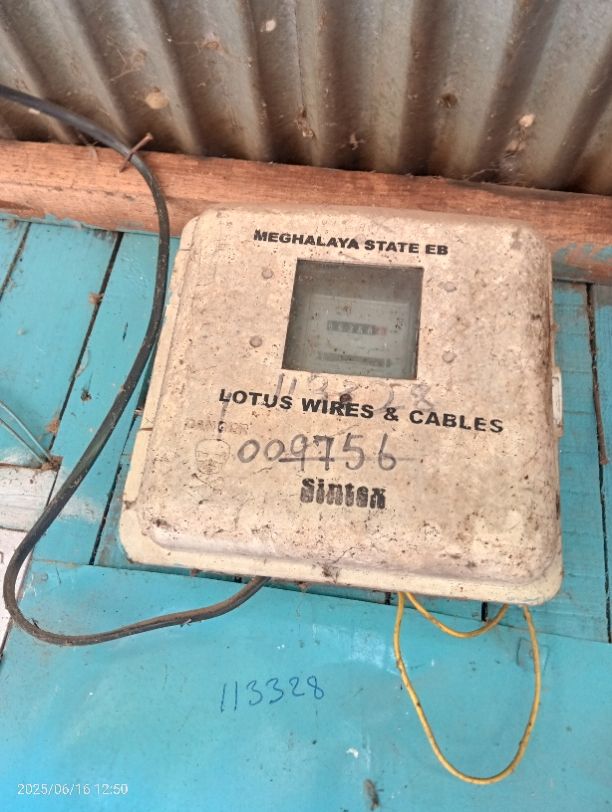 MEGHALAYA STATE EB
113328
LOTUS WIRES & CABLES
DANGER
009756
Sintex
113328
2025/06/16 12:50